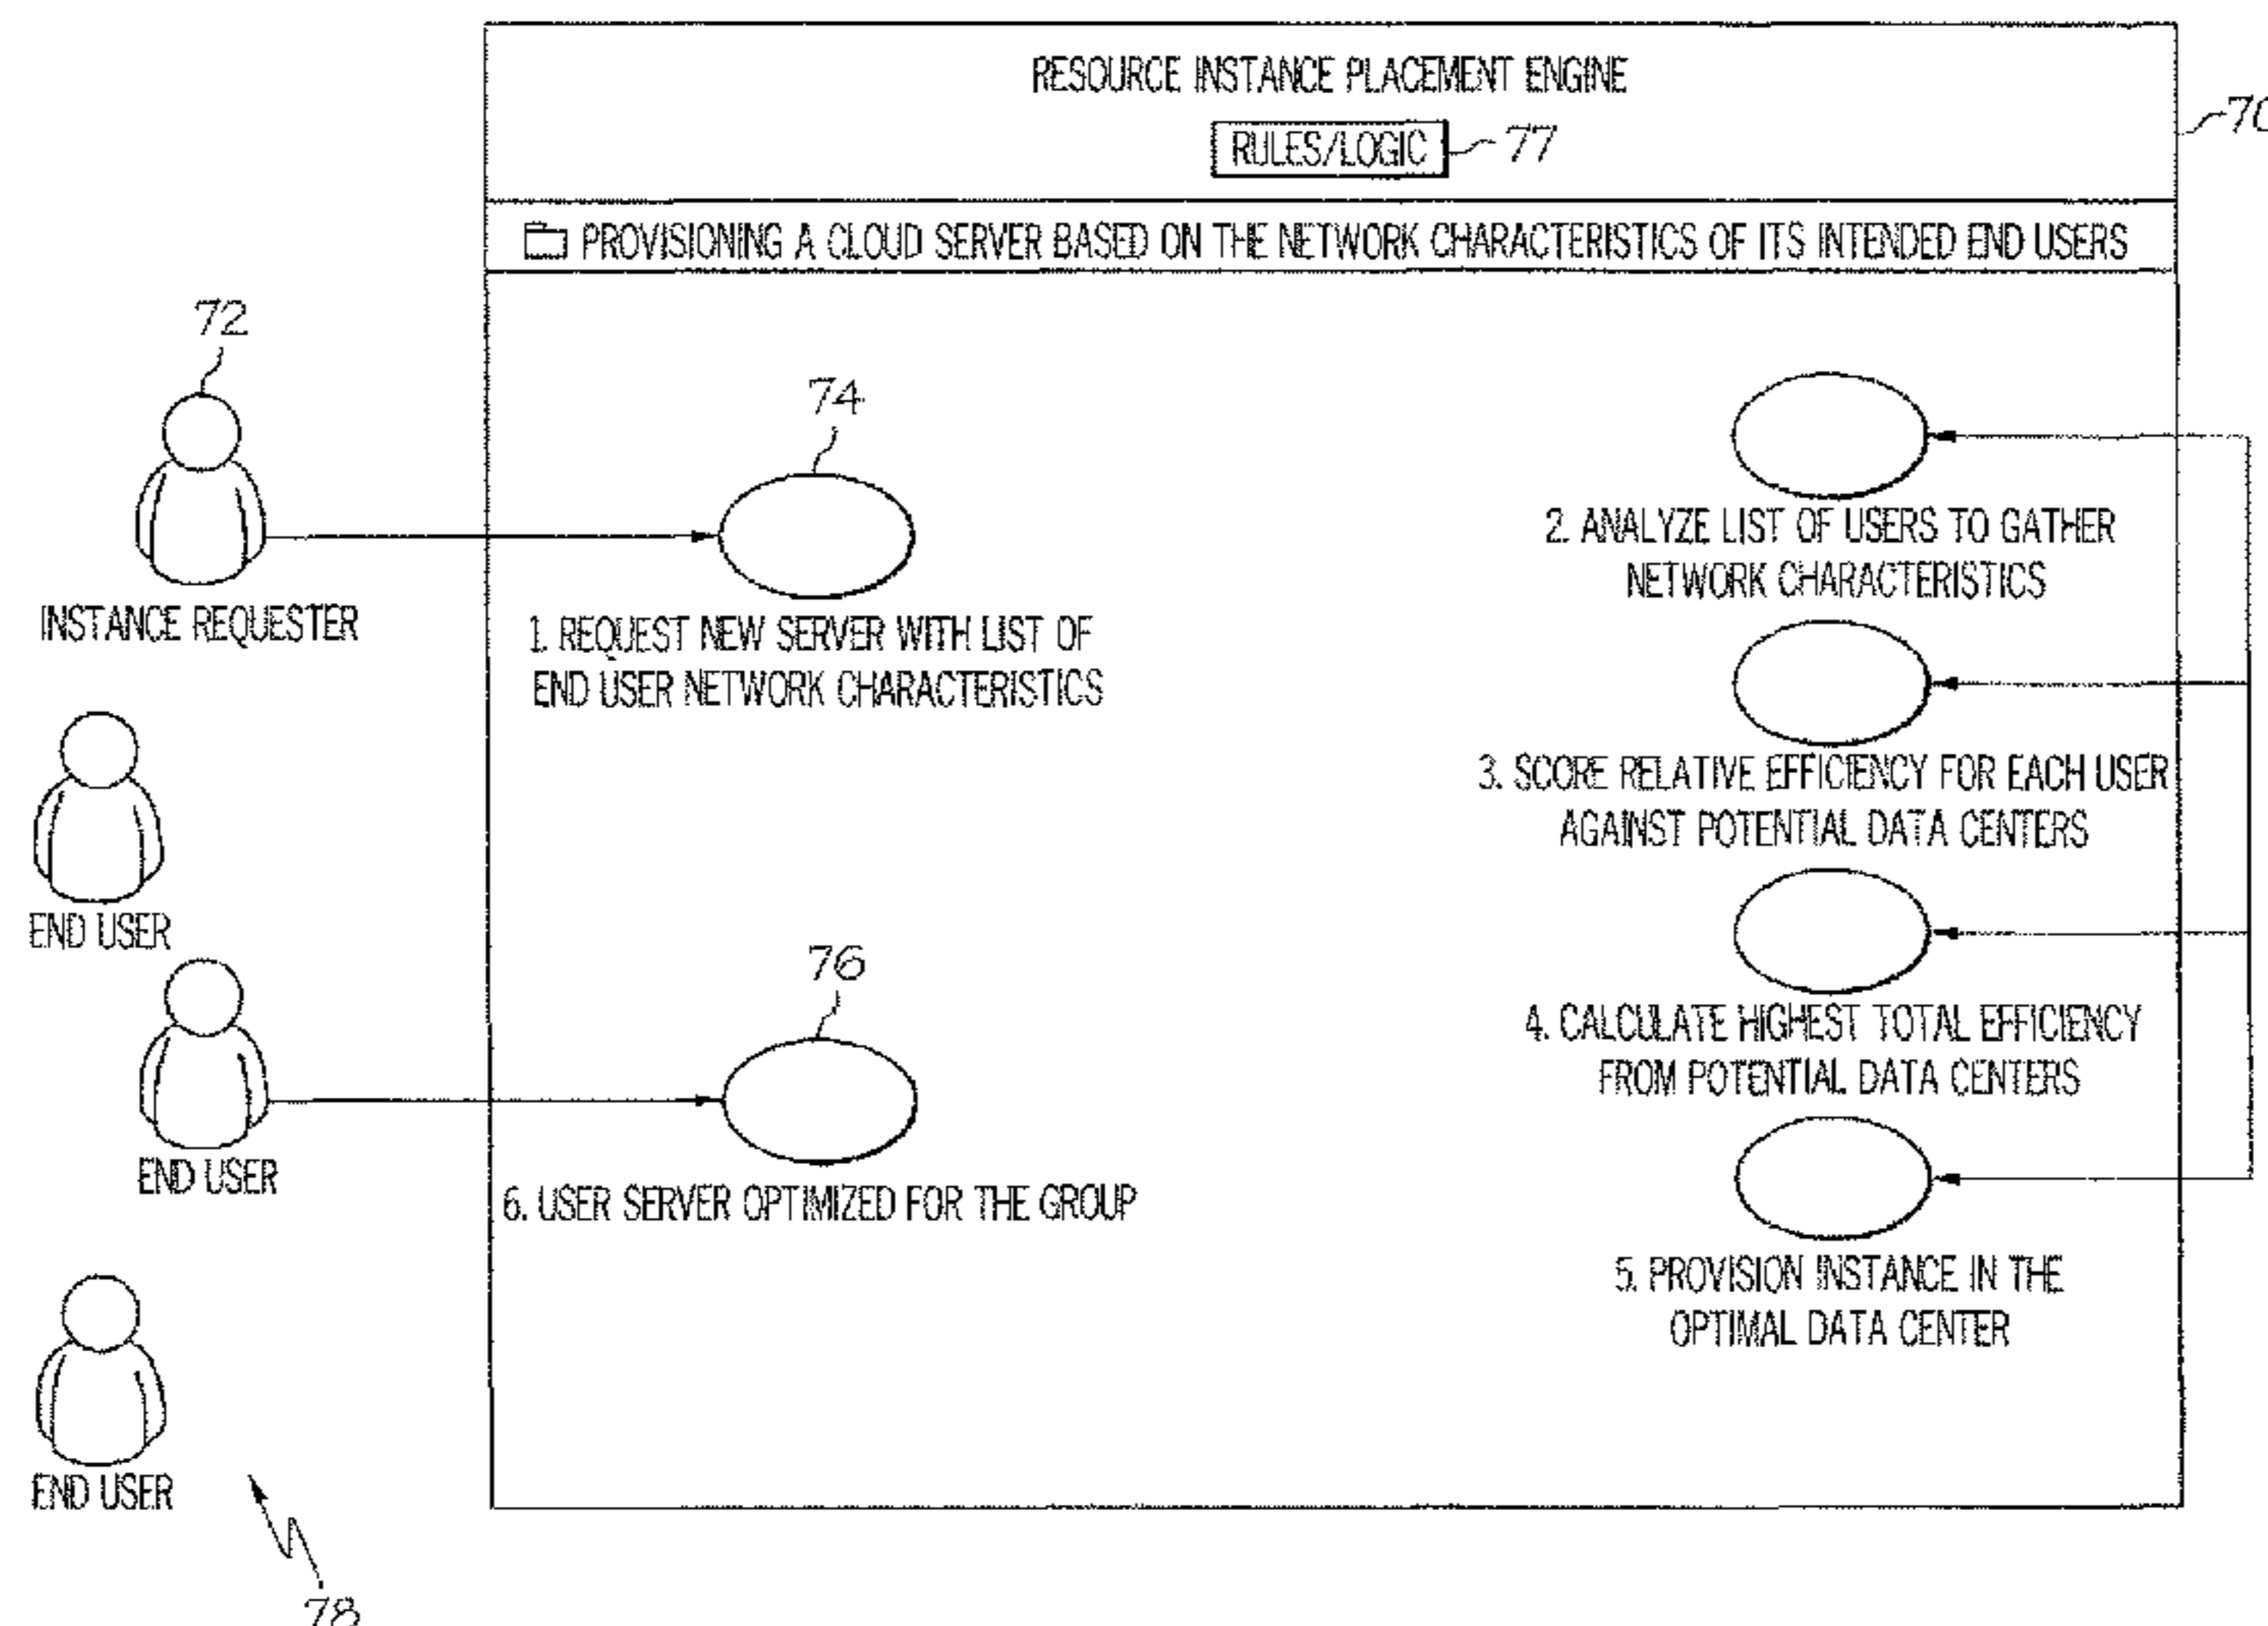 RESOURCE INSTANCE PLACEMENT ENGINE
RULES/LOGIC
77
70
PROVISIONING A CLOUD SERVER BASED ON THE NETWORK CHARACTERISTICS OF ITS INTENDED END USERS
72
INSTANCE REQUESTER
74
1. REQUEST NEW SERVER WITH LIST OF
END USER NETWORK CHARACTERISTICS
2. ANALYZE LIST OF USERS TO GATHER
NETWORK CHARACTERISTICS
3. SCORE RELATIVE EFFICIENCY FOR EACH USER
AGAINST POTENTIAL DATA CENTERS
END USER
END USER
76
6. USER SERVER OPTIMIZED FOR THE GROUP
4. CALCULATE HIGHEST TOTAL EFFICIENCY
FROM POTENTIAL DATA CENTERS
5. PROVISION INSTANCE IN THE
OPTIMAL DATA CENTER
END USER
78